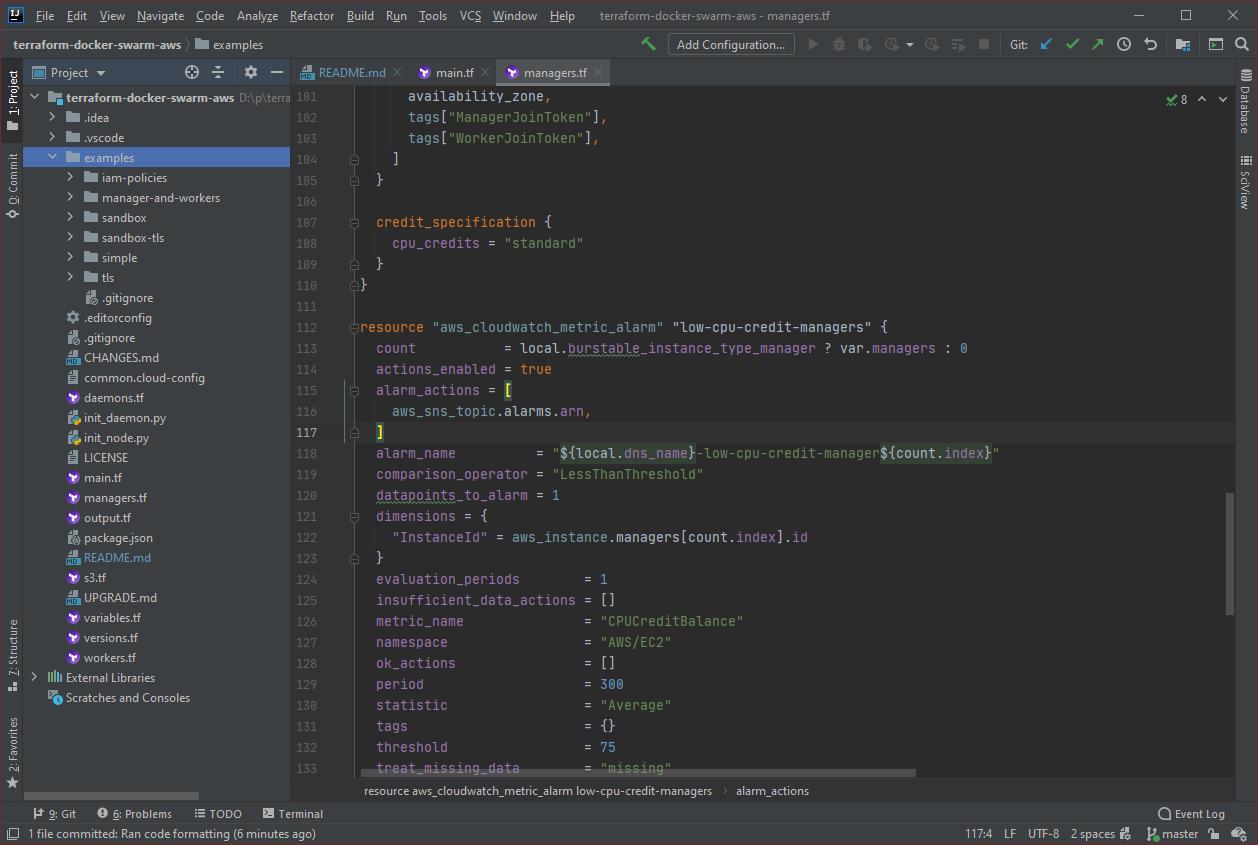 File Edit View Navigate Code Analyze Refactor Build Run Tools VCS Window Help terraform-docker-swarm-aws - managers.tf
terraform-docker-swarm-aws examples Add Configuration... Git:
1: Project
0: Commit
7: Structure
2: Favorites
Project
terraform-docker-swarm-aws D:\p\terra
.idea
.vscode
examples
iam-policies
manager-and-workers
sandbox
sandbox-tls
simple
tls
.gitignore
.editorconfig
.gitignore
CHANGES.md
common.cloud-config
daemons.tf
init_daemon.py
init_node.py
LICENSE
main.tf
managers.tf
output.tf
package.json
README.md
s3.tf
UPGRADE.md
variables.tf
versions.tf
workers.tf
External Libraries
Scratches and Consoles
README.md main.tf managers.tf
8
101 availability_zone,
102 tags["ManagerJoinToken"],
103 tags["WorkerJoinToken"],
104 ]
105 }
106
107 credit_specification {
108 cpu_credits = "standard"
109 }
110 }
111
112 resource "aws_cloudwatch_metric_alarm" "low-cpu-credit-managers" {
113 count = local.burstable_instance_type_manager ? var.managers : 0
114 actions_enabled = true
115 alarm_actions = [
116 aws_sns_topic.alarms.arn,
117 ]
118 alarm_name = "${local.dns_name}-low-cpu-credit-manager${count.index}"
119 comparison_operator = "LessThanThreshold"
120 datapoints_to_alarm = 1
121 dimensions = {
122 "InstanceId" = aws_instance.managers[count.index].id
123 }
124 evaluation_periods = 1
125 insufficient_data_actions = []
126 metric_name = "CPUCreditBalance"
127 namespace = "AWS/EC2"
128 ok_actions = []
129 period = 300
130 statistic = "Average"
131 tags = {}
132 threshold = 75
133 treat_missing_data = "missing"
resource aws_cloudwatch_metric_alarm low-cpu-credit-managers alarm_actions
Database
SciView
9: Git 6: Problems TODO Terminal Event Log
1 file committed: Ran code formatting (6 minutes ago) 117:4 LF UTF-8 2 spaces master